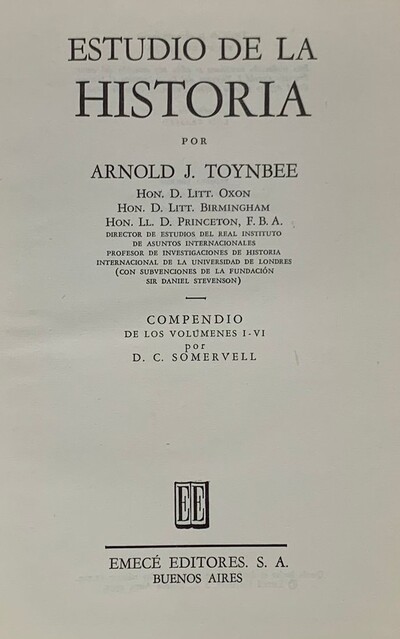 ESTUDIO DE LA
HISTORIA
POR
ARNOLD J. TOYNBEE
Hon. D. Litt. Oxon
Hon. D. Litt. Birmingham
Hon. Ll. D. Princeton, F. B. A.
DIRECTOR DE ESTUDIOS DEL REAL INSTITUTO
DE ASUNTOS INTERNACIONALES
PROFESOR DE INVESTIGACIONES DE HISTORIA
INTERNACIONAL DE LA UNIVERSIDAD DE LONDRES
(CON SUBVENCIONES DE LA FUNDACIÓN
SIR DANIEL STEVENSON)
COMPENDIO
DE LOS VOLÚMENES I-VI
por
D. C. SOMERVELL
EE
EMECÉ EDITORES. S. A.
BUENOS AIRES